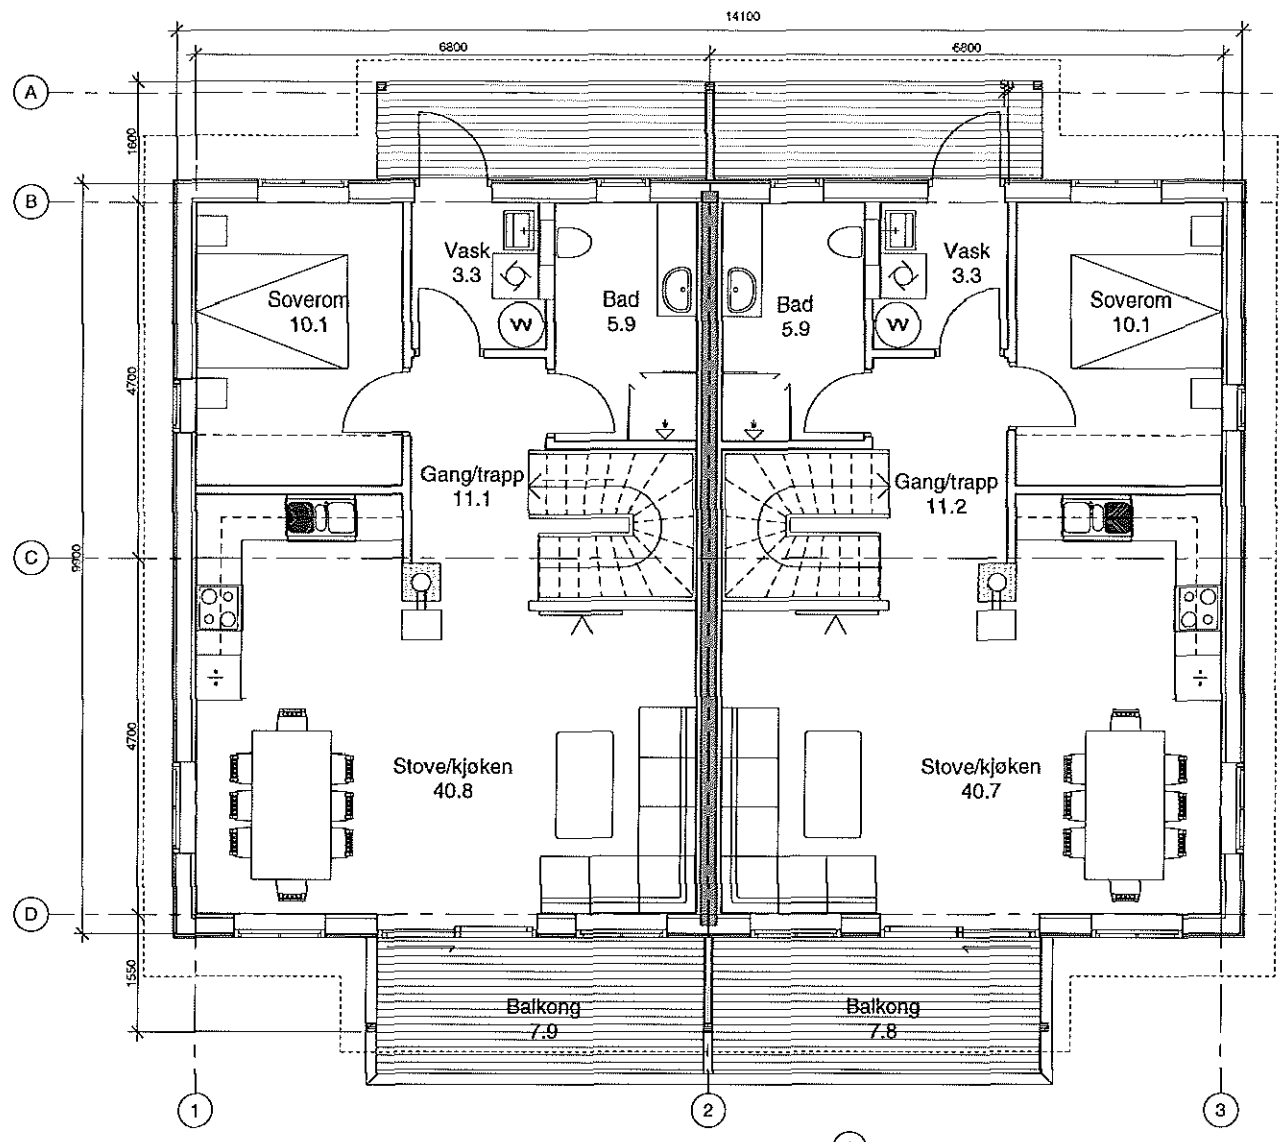 14100
6800
6800
A
1600
B
Vask
3.3
Vask
3.3
Soverom
10.1
Bad
5.9
Bad
5.9
Soverom
10.1
W
W
4700
Gang/trapp
11.1
Gang/trapp
11.2
C
9900
÷
÷
4700
Stove/kjøken
40.8
Stove/kjøken
40.7
D
1550
Balkong
7.9
Balkong
7.8
1
2
3